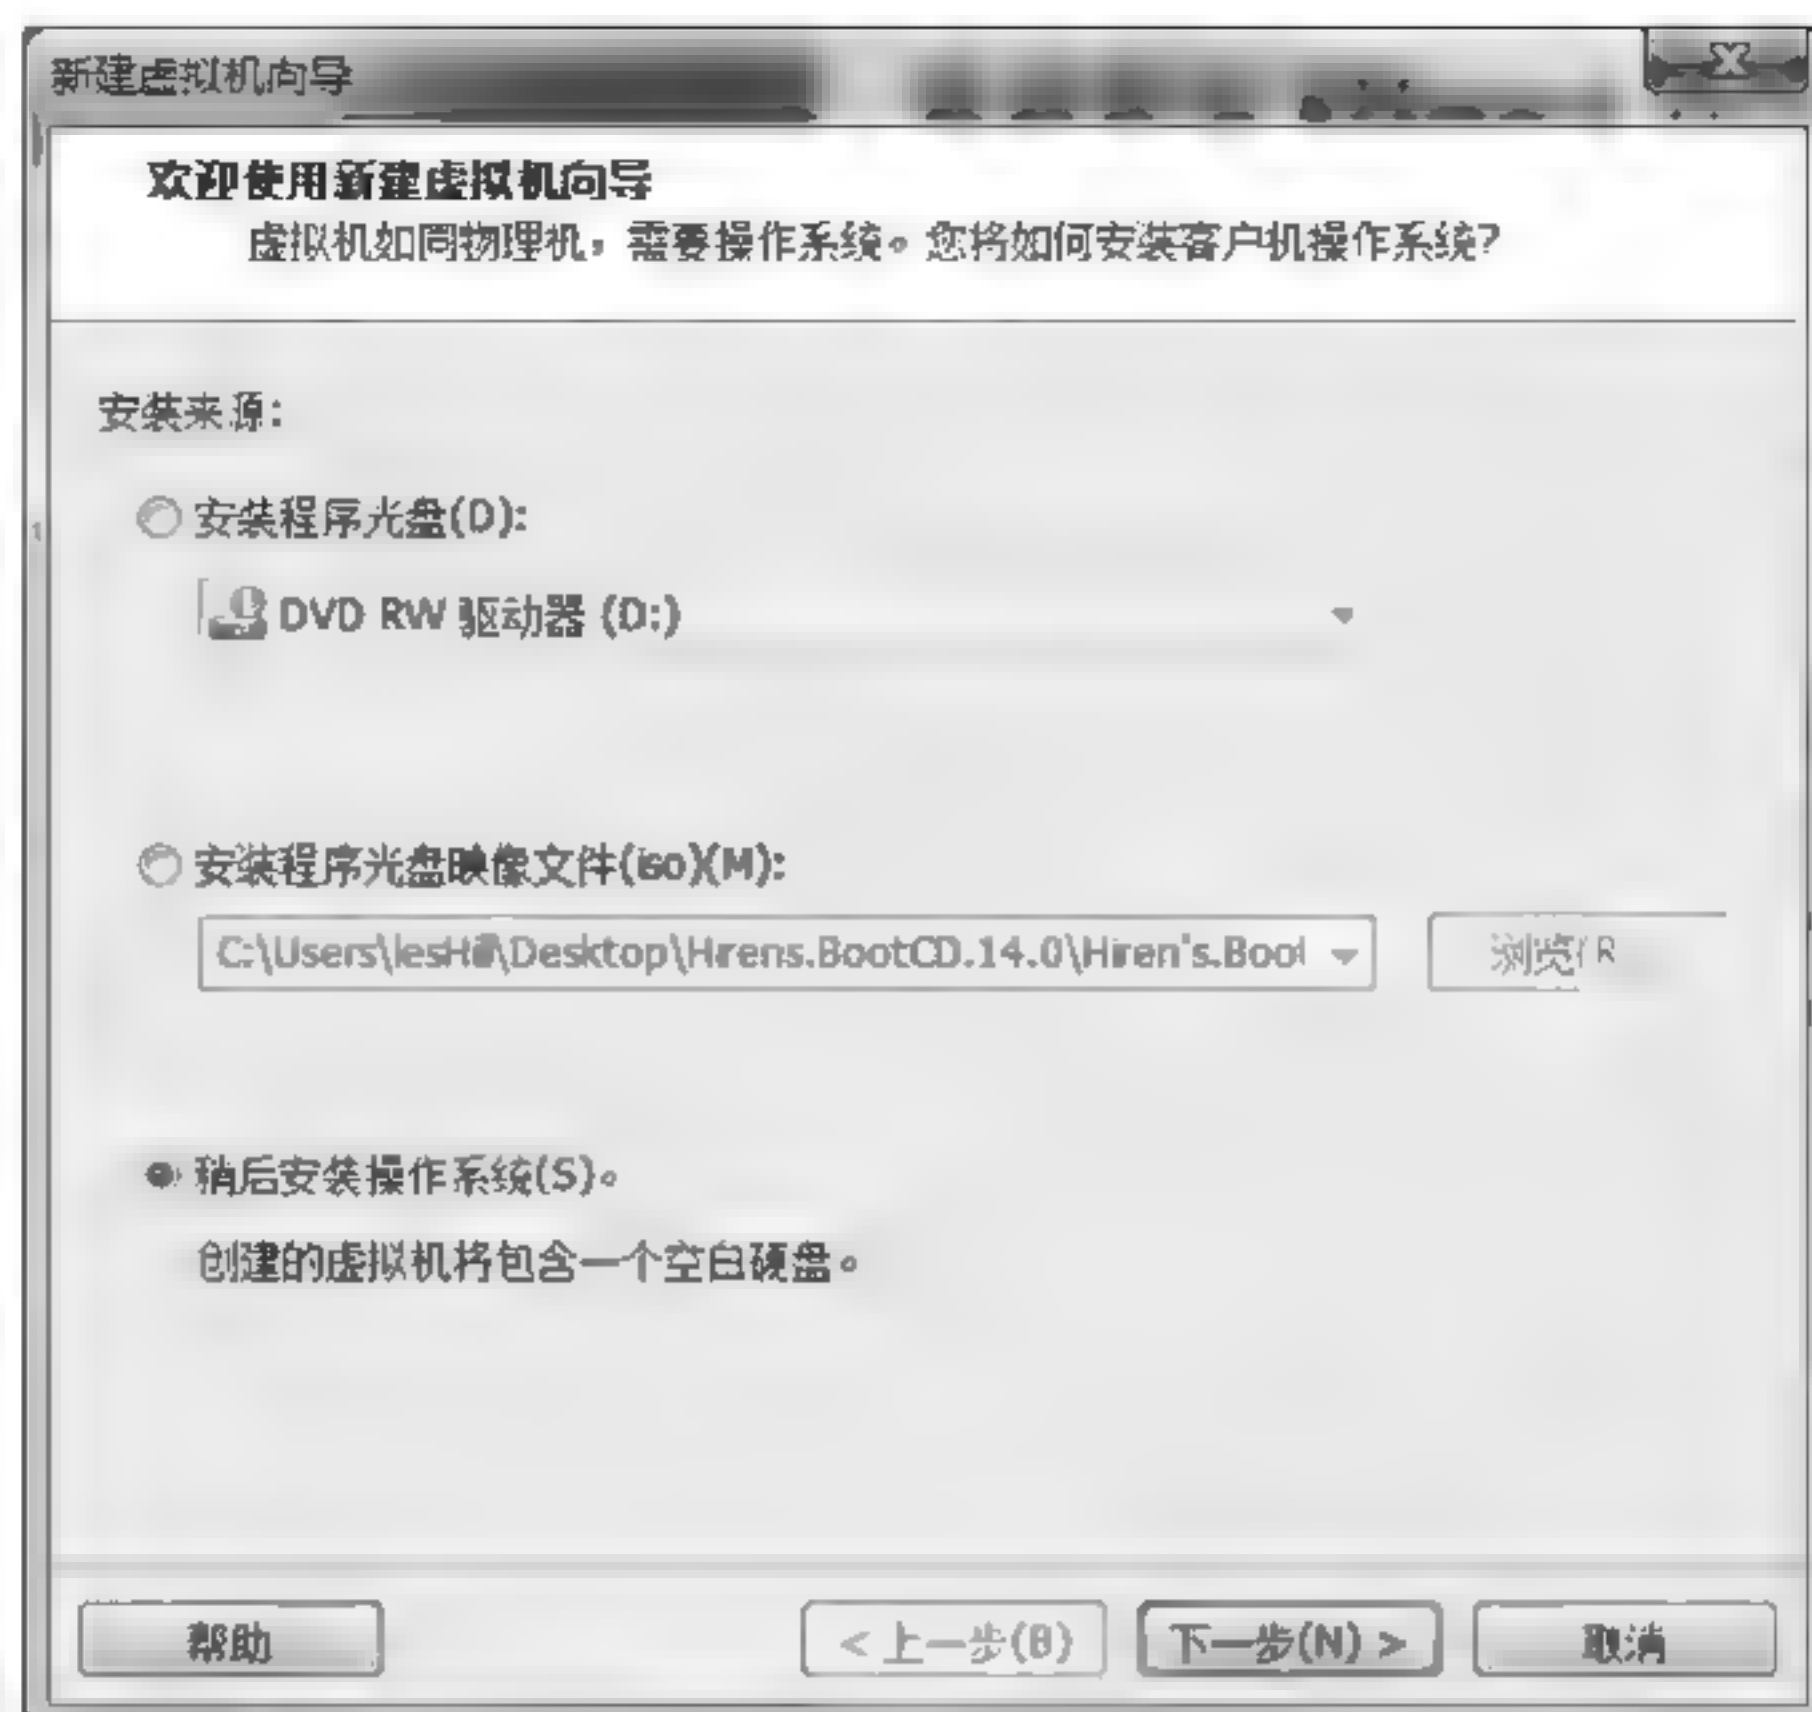 新建虚拟机向导
欢迎使用新建虚拟机向导
虚拟机如同物理机，需要操作系统。您将如何安装客户机操作系统?
安装来源:
安装程序光盘(D):
DVD RW 驱动器 (D:)
安装程序光盘映像文件(iso)(M):
C:\Users\lesHill\Desktop\Hirens.BootCD.14.0\Hiren's.Boot
浏览(R
稍后安装操作系统(S)。
创建的虚拟机将包含一个空白硬盘。
帮助
< 上一步(B)
下一步(N) >
取消